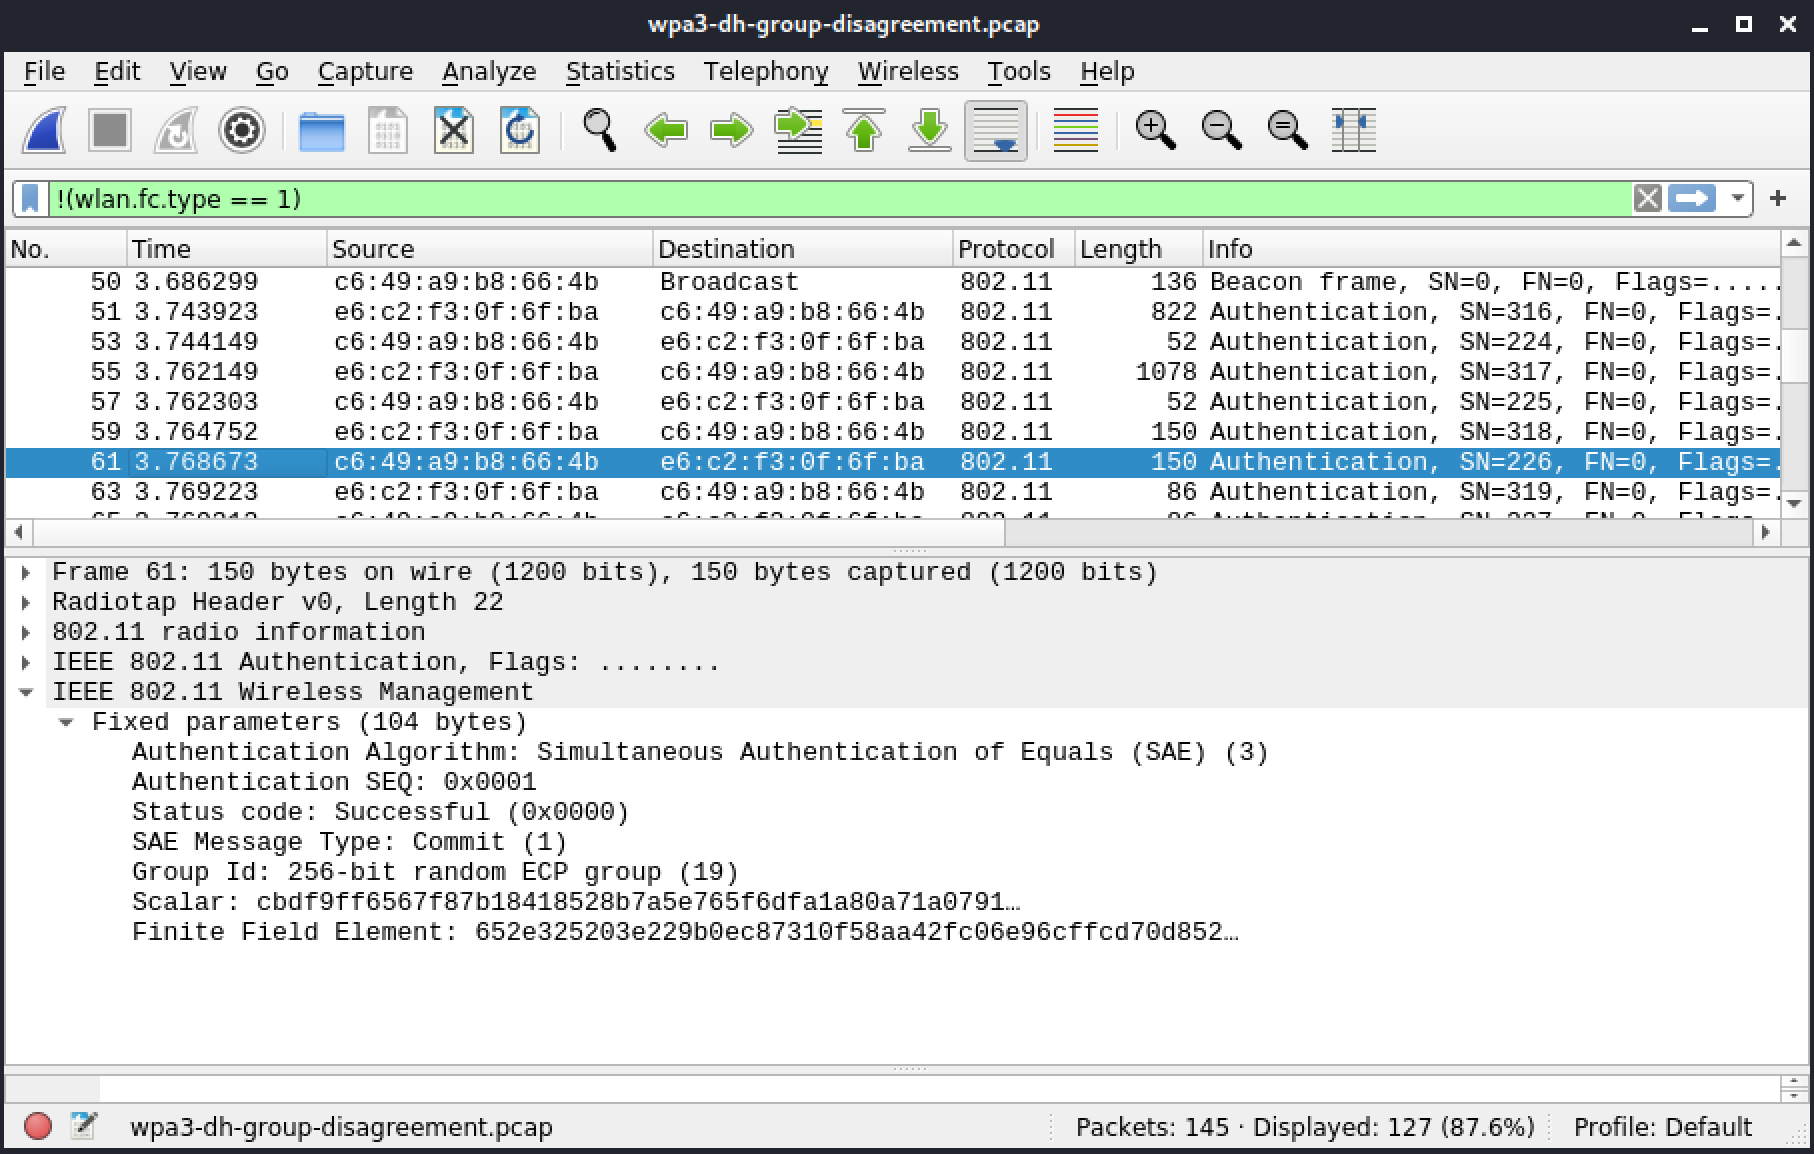 wpa3-dh-group-disagreement.pcap
File Edit View Go Capture Analyze Statistics Telephony Wireless Tools Help
!(wlan.fc.type == 1)
No. Time Source Destination Protocol Length Info
50 3.686299 c6:49:a9:b8:66:4b Broadcast 802.11 136 Beacon frame, SN=0, FN=0, Flags=.....
51 3.743923 e6:c2:f3:0f:6f:ba c6:49:a9:b8:66:4b 802.11 822 Authentication, SN=316, FN=0, Flags=.
53 3.744149 c6:49:a9:b8:66:4b e6:c2:f3:0f:6f:ba 802.11 52 Authentication, SN=224, FN=0, Flags=.
55 3.762149 e6:c2:f3:0f:6f:ba c6:49:a9:b8:66:4b 802.11 1078 Authentication, SN=317, FN=0, Flags=.
57 3.762303 c6:49:a9:b8:66:4b e6:c2:f3:0f:6f:ba 802.11 52 Authentication, SN=225, FN=0, Flags=.
59 3.764752 e6:c2:f3:0f:6f:ba c6:49:a9:b8:66:4b 802.11 150 Authentication, SN=318, FN=0, Flags=.
61 3.768673 c6:49:a9:b8:66:4b e6:c2:f3:0f:6f:ba 802.11 150 Authentication, SN=226, FN=0, Flags=.
63 3.769223 e6:c2:f3:0f:6f:ba c6:49:a9:b8:66:4b 802.11 86 Authentication, SN=319, FN=0, Flags=.
Frame 61: 150 bytes on wire (1200 bits), 150 bytes captured (1200 bits)
Radiotap Header v0, Length 22
802.11 radio information
IEEE 802.11 Authentication, Flags: ........
IEEE 802.11 Wireless Management
Fixed parameters (104 bytes)
Authentication Algorithm: Simultaneous Authentication of Equals (SAE) (3)
Authentication SEQ: 0x0001
Status code: Successful (0x0000)
SAE Message Type: Commit (1)
Group Id: 256-bit random ECP group (19)
Scalar: cbdf9ff6567f87b18418528b7a5e765f6dfa1a80a71a0791…
Finite Field Element: 652e325203e229b0ec87310f58aa42fc06e96cffcd70d852…
wpa3-dh-group-disagreement.pcap
Packets: 145 · Displayed: 127 (87.6%)
Profile: Default